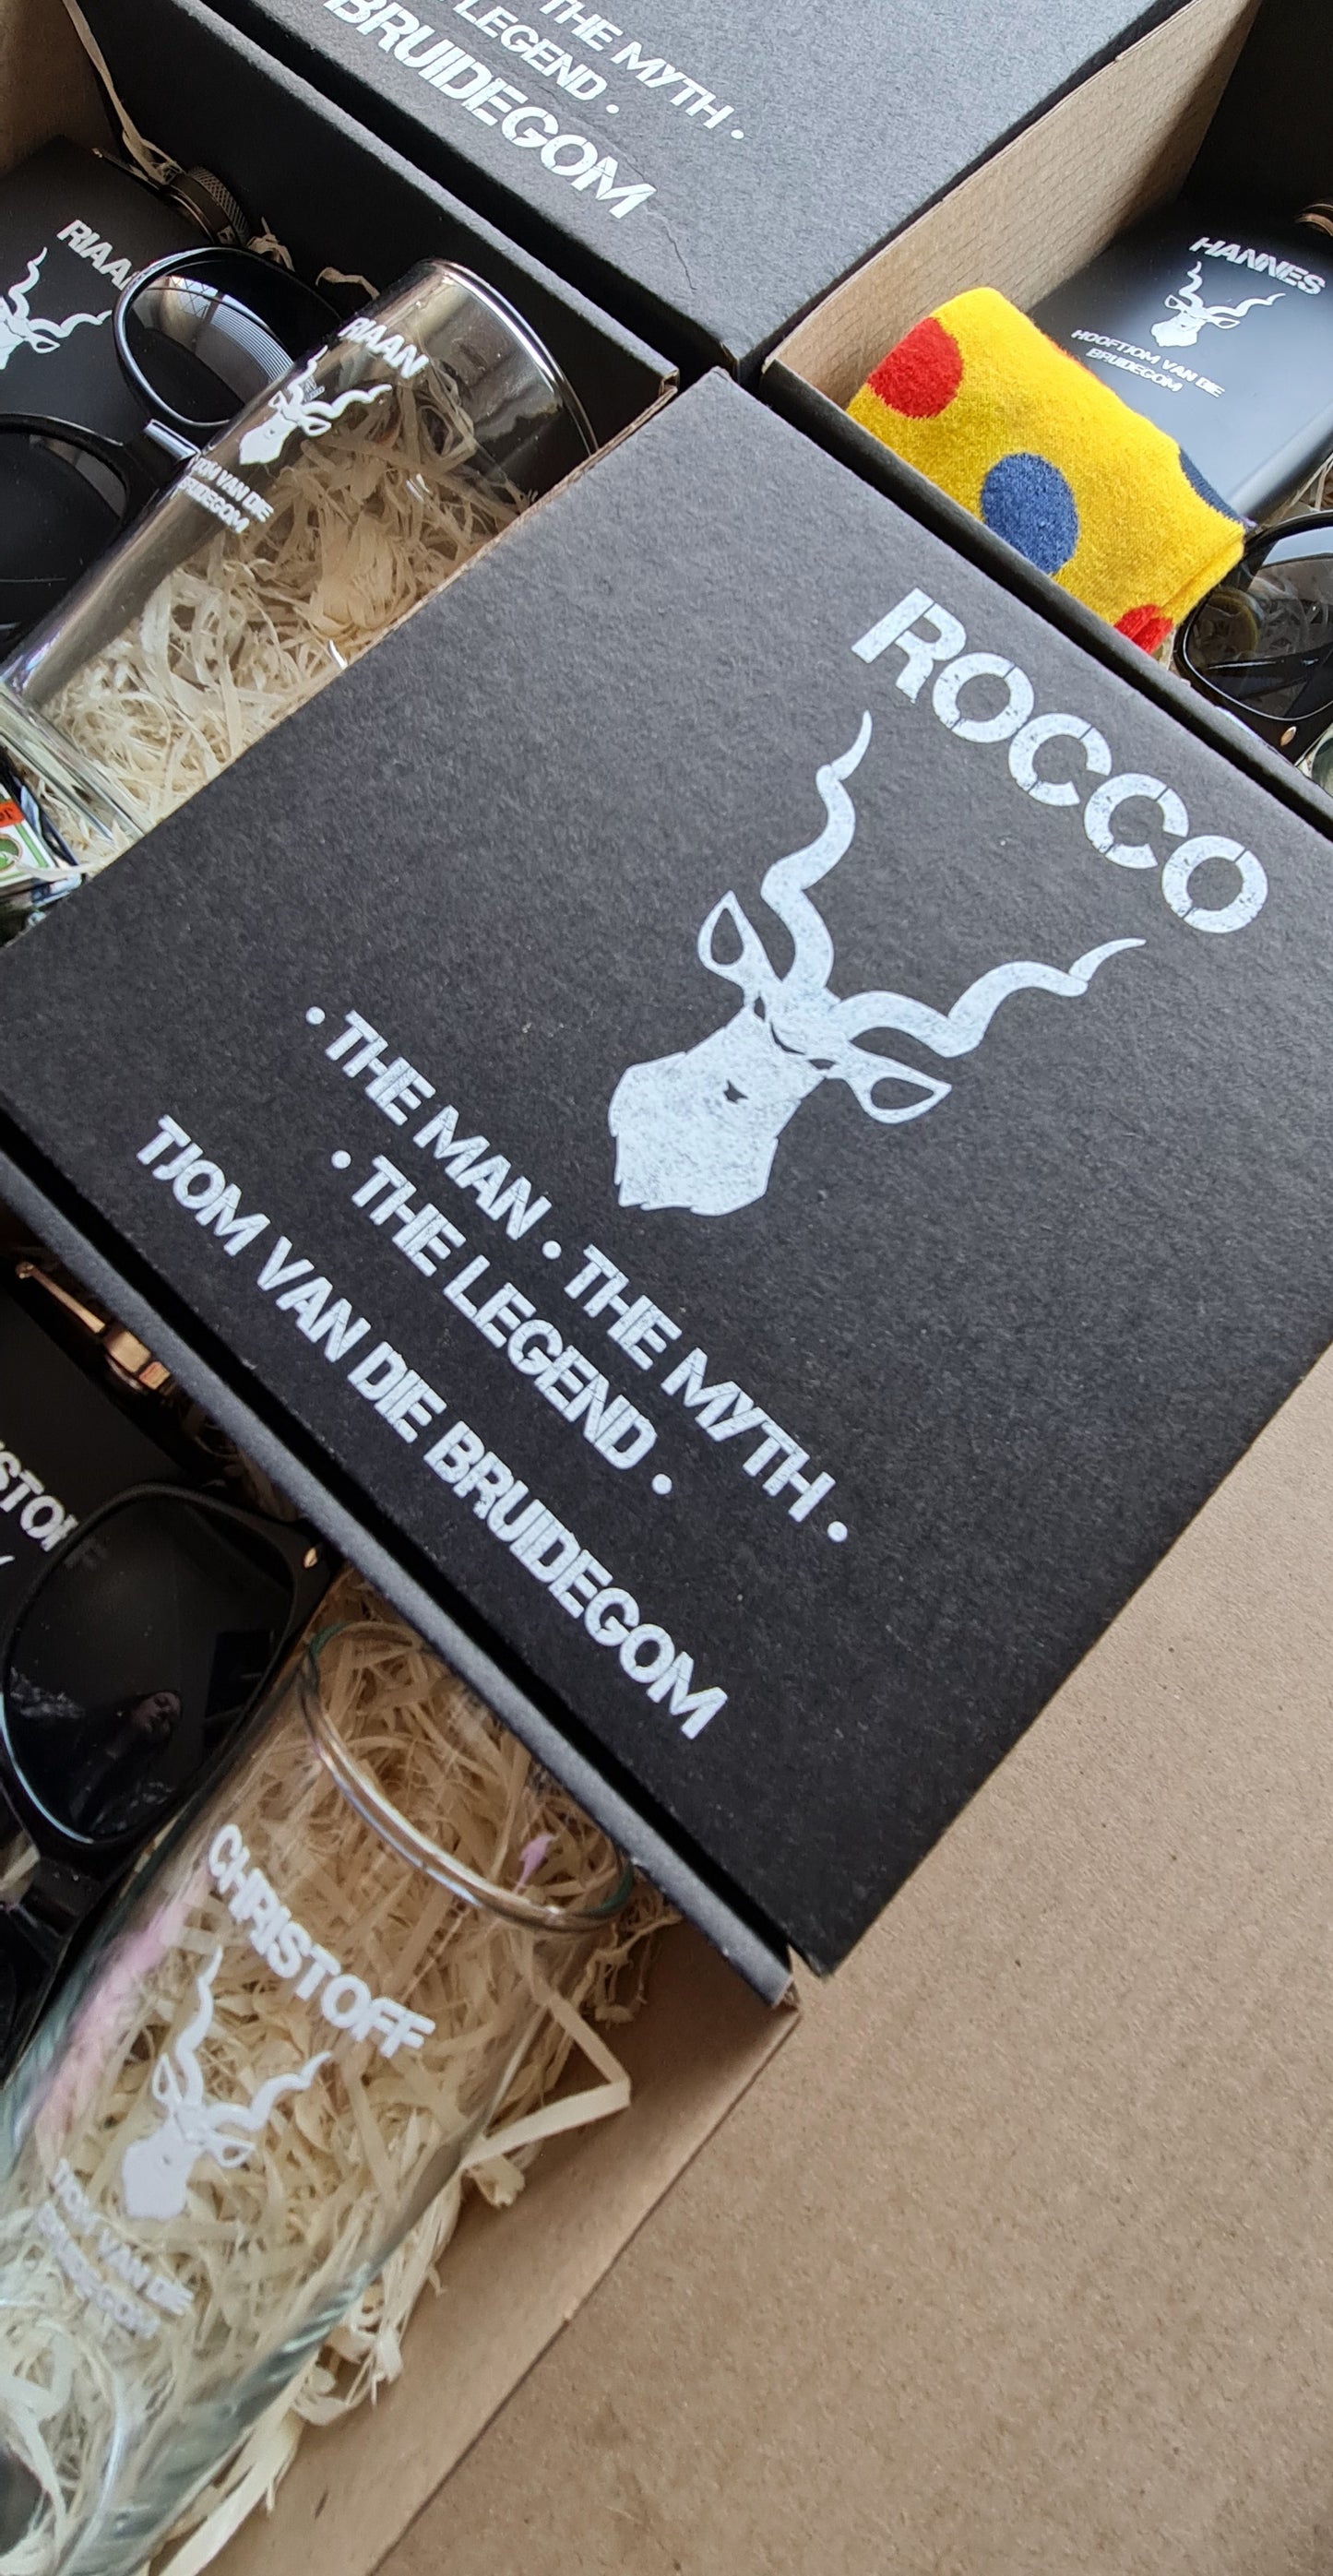 THE MYTH •
LEGEND •
BRUIDEGOM
RIAAN
RIAAN
VAN DIE
BRUIDEGOM
HANNES
HOOFTJOM VAN DIE
BRUIDEGOM
ROCCO
• THE MAN • THE MYTH •
• THE LEGEND •
TJOM VAN DIE BRUIDEGOM
CHRISTOFF
TJOM VAN DIE
BRUIDEGOM